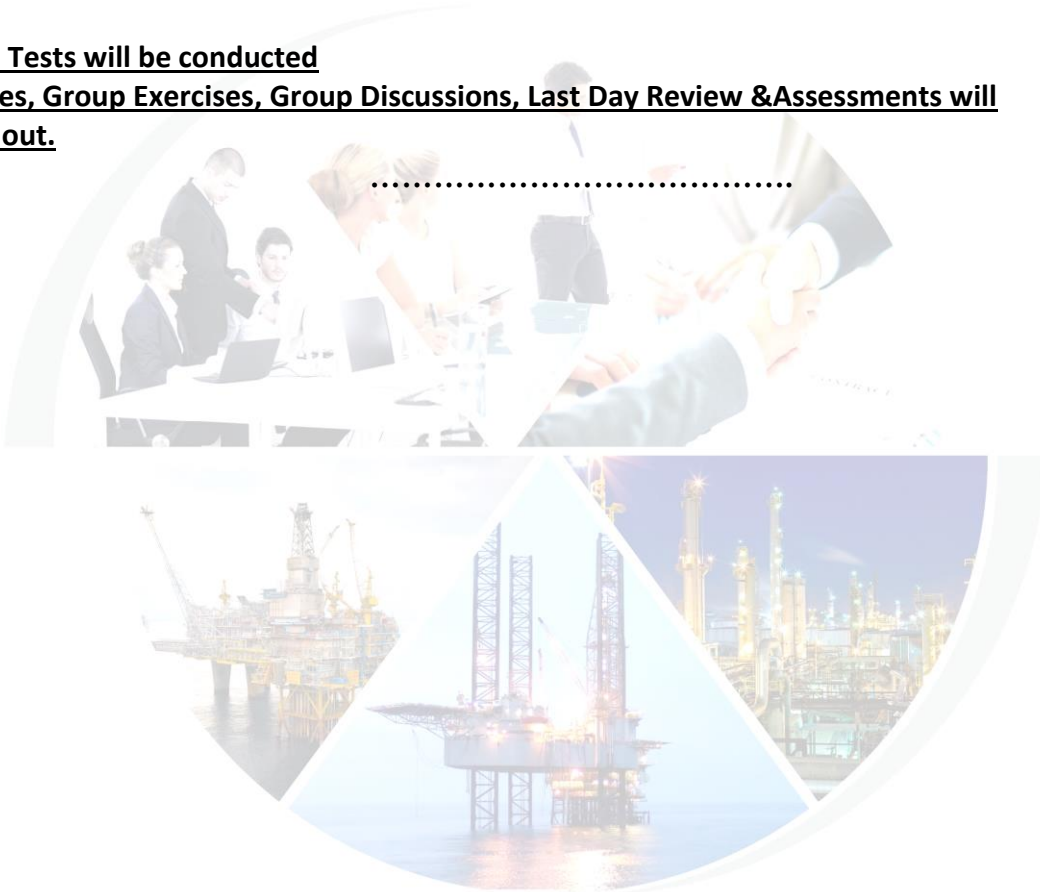 Tests will be conducted
es, Group Exercises, Group Discussions, Last Day Review &Assessments will
out.
…………………………………..